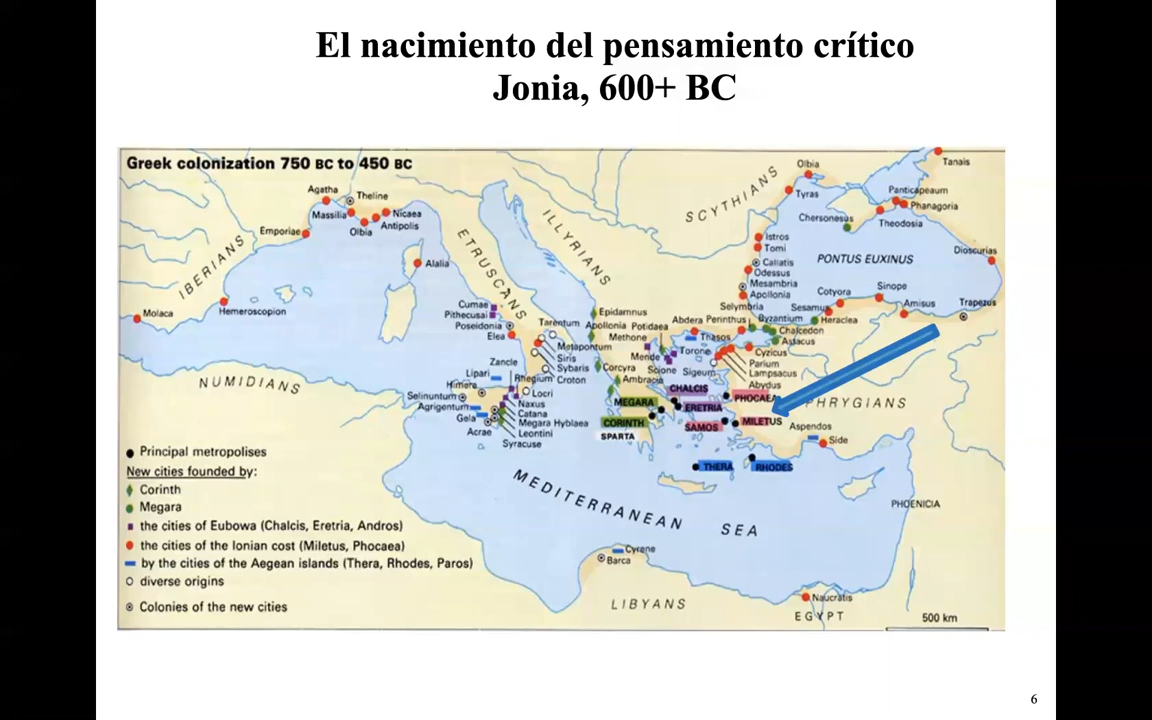 El nacimiento del pensamiento crítico
Jonia, 600+ BC
Greek colonization 750 BC to 450 BC
Olbia
Tanais
Tyras
Panticapeum
Phanagoria
Chersonesus
Theodosia
SCYTHIANS
Agatha
Theline
Massilia
Nicaea
Olbia
Antipolis
Emporiae
IBERIANS
ETRUSCANS
ILLYRIANS
Istros
Tomi
Callatis
Odessus
Mesambria
Apollonia
PONTUS EUXINUS
Dioscurias
Alalia
Hemeroscopion
Molaca
Cumae
Pithecusai
Poseidonia
Elea
Tarentum
Metapontum
Siris
Sybaris
Croton
Epidamnus
Apollonia
Potidaea
Methone
Mende
Scione
Torone
Abdera
Perinthus
Selymbria
Thasos
Sigeum
Byzantium
Chalcedon
Astacus
Sesamus
Heraclea
Cotyora
Sinope
Amisus
Trapezus
Cyzicus
Parium
Lampsacus
Abydus
Corcyra
Ambracia
Zancle
Lipari
Rhegium
Himera
Locri
Selinuntum
Agrigentum
Gela
Acrae
Naxus
Catana
Megara Hyblaea
Leontini
Syracuse
NUMIDIANS
CHALCIS
MEGARA
ERETRIA
CORINTH
SPARTA
SAMOS
PHOCAEA
MILETUS
PHRYGIANS
Aspendos
Side
THERA
RHODES
MEDITERRANEAN SEA
PHOENICIA
Cyrene
Barca
LIBYANS
Naucratis
EGYPT
500 km
Principal metropolises
New cities founded by:
Corinth
Megara
the cities of Eubowa (Chalcis, Eretria, Andros)
the cities of the Ionian cost (Miletus, Phocaea)
by the cities of the Aegean islands (Thera, Rhodes, Paros)
diverse origins
Colonies of the new cities
6